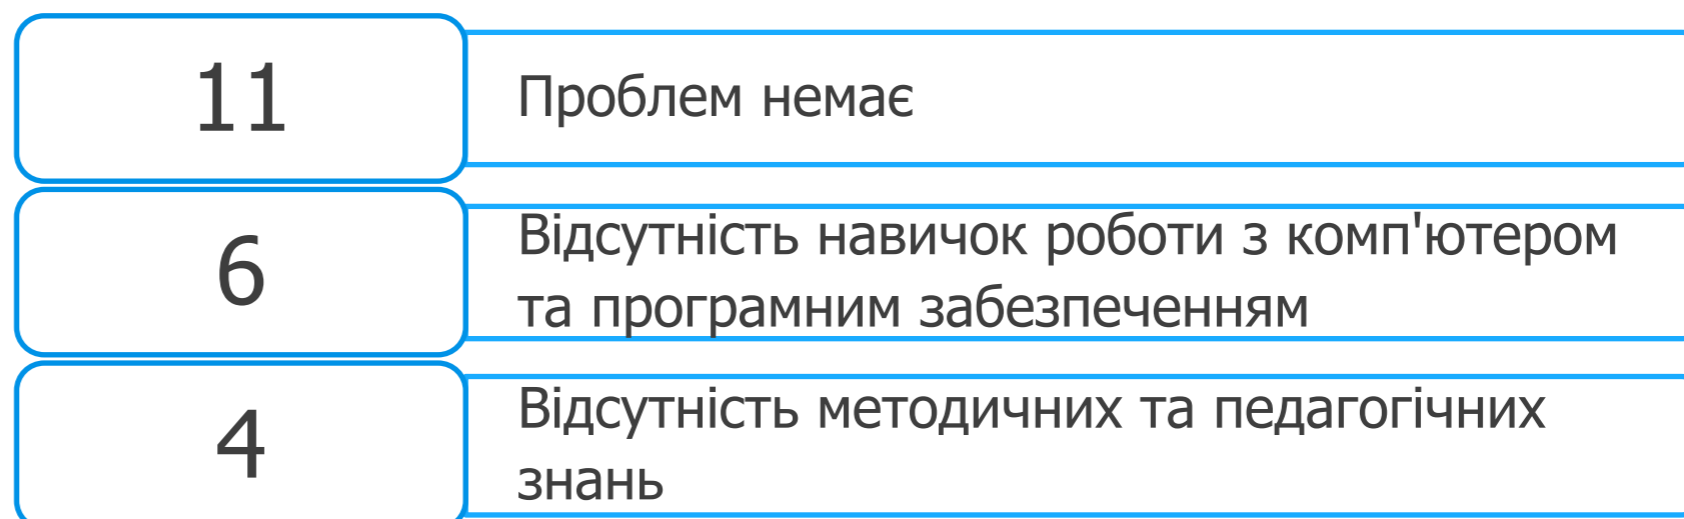 11
Проблем немає
6
Відсутність навичок роботи з комп'ютером
та програмним забезпеченням
4
Відсутність методичних та педагогічних
знань